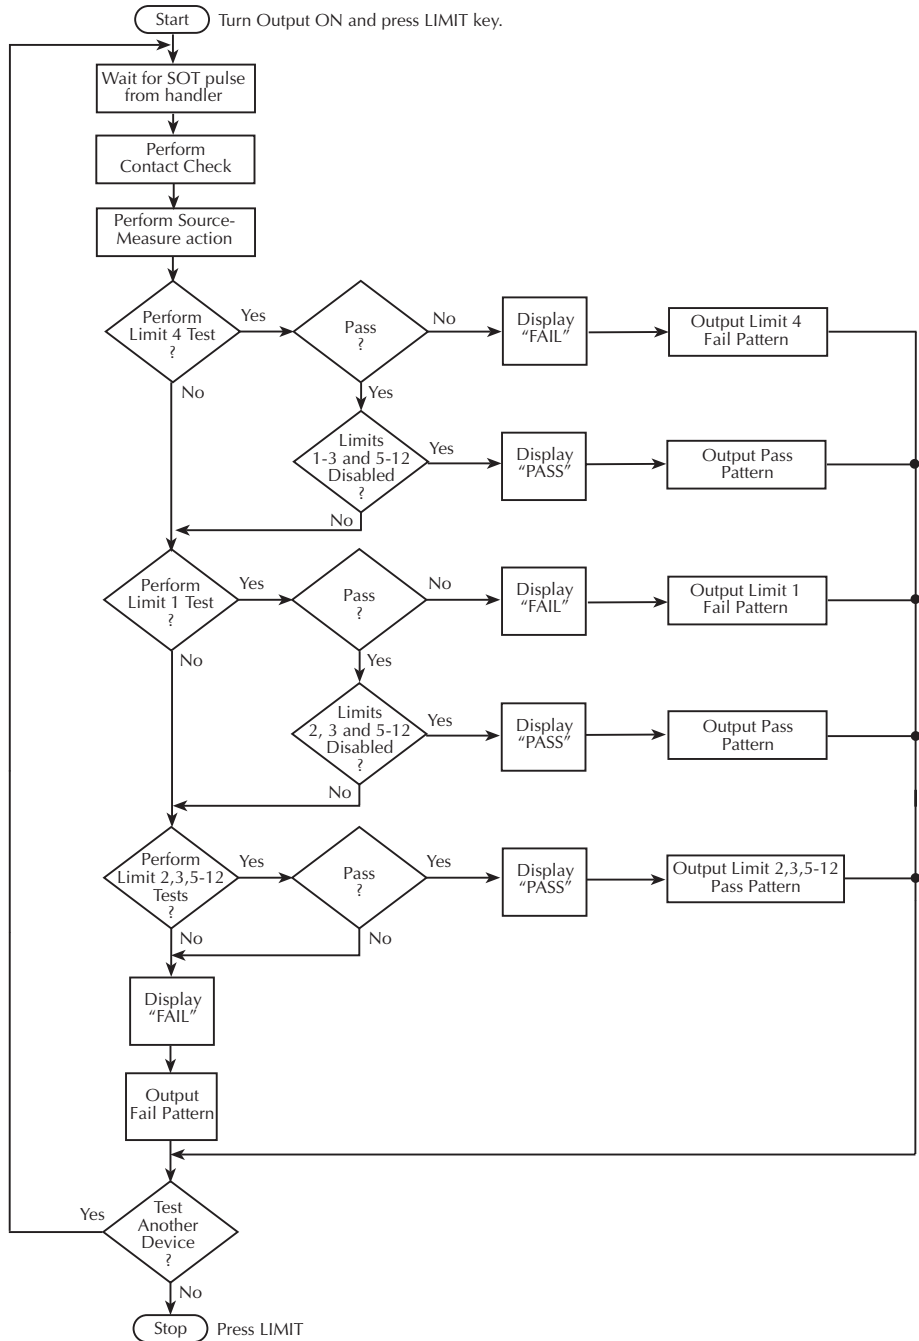 Start
Turn Output ON and press LIMIT key.
Wait for SOT pulse
from handler
Perform
Contact Check
Perform Source-
Measure action
Perform
Limit 4 Test
?
Yes
Pass
?
No
Display
“FAIL”
Output Limit 4
Fail Pattern
No
Yes
Limits
1-3 and 5-12
Disabled
?
Yes
Display
“PASS”
Output Pass
Pattern
No
Perform
Limit 1 Test
?
Yes
Pass
?
No
Display
“FAIL”
Output Limit 1
Fail Pattern
No
Yes
Limits
2, 3 and 5-12
Disabled
?
Yes
Display
“PASS”
Output Pass
Pattern
No
Perform
Limit 2,3,5-12
Tests
?
Yes
Pass
?
Yes
Display
“PASS”
Output Limit 2,3,5-12
Pass Pattern
No
No
Display
“FAIL”
Output
Fail Pattern
Test
Another
Device
?
Yes
No
Stop
Press LIMIT